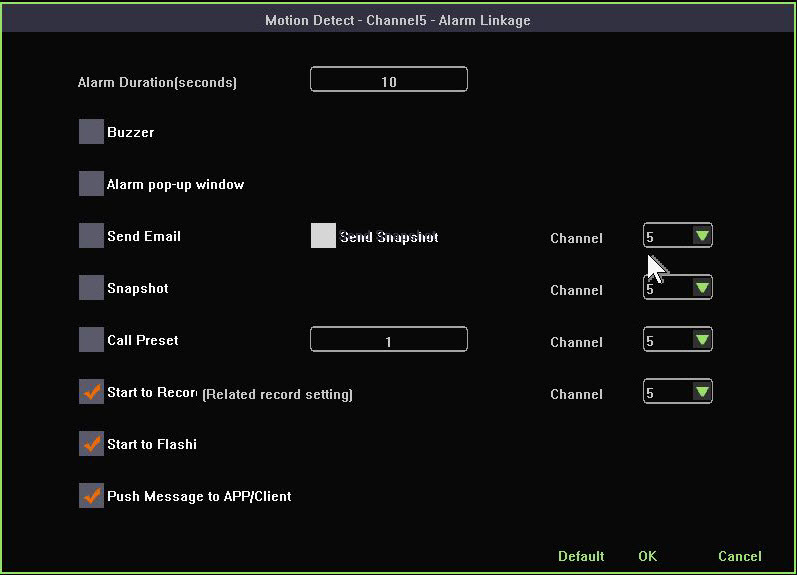 Motion Detect - Channel5 - Alarm Linkage
Alarm Duration(seconds) 10
Buzzer
Alarm pop-up window
Send Email Send Snapshot Channel 5
Snapshot Channel 5
Call Preset 1 Channel 5
Start to Recor (Related record setting) Channel 5
Start to Flashi
Push Message to APP/Client
Default OK Cancel